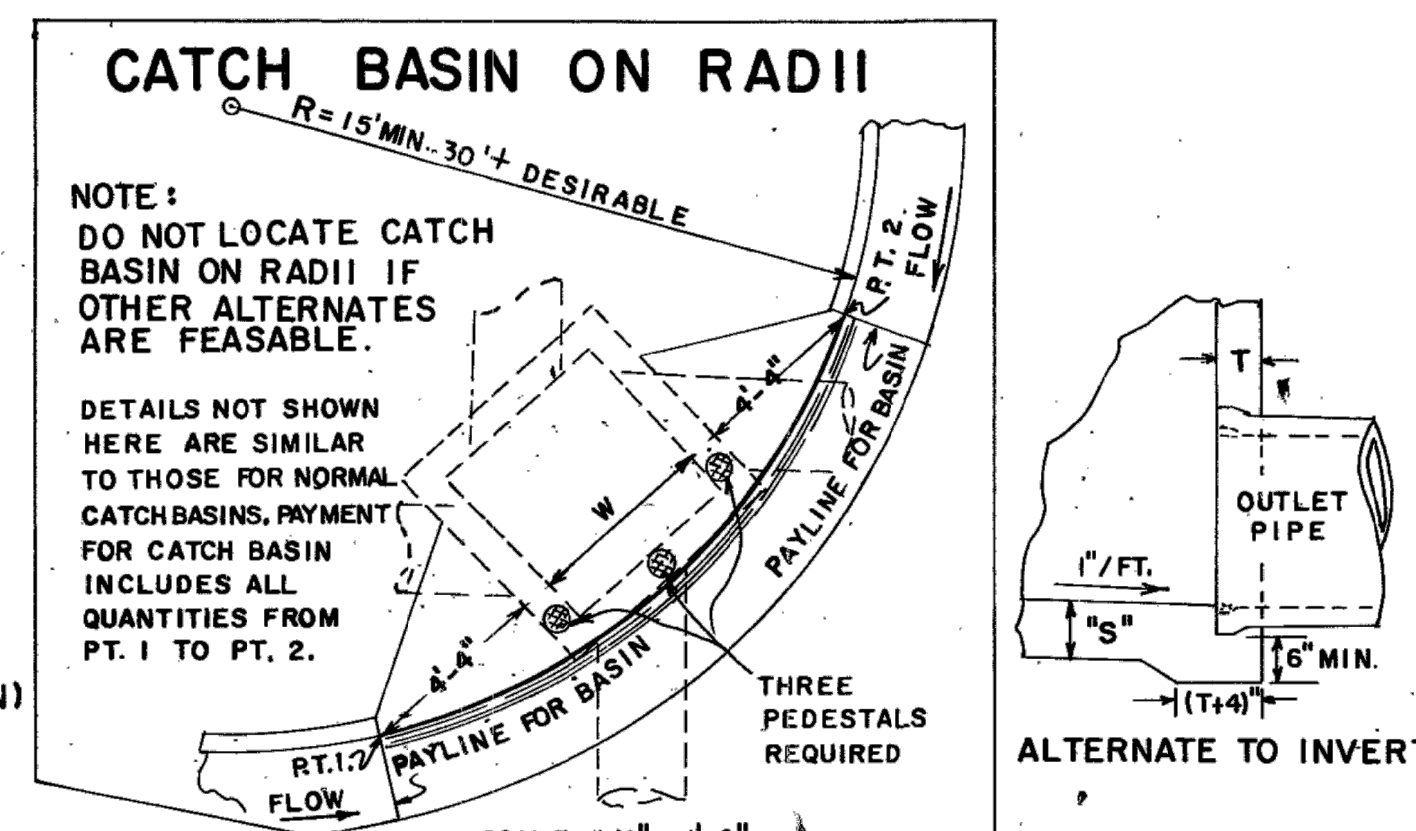 CATCH BASIN ON RADII
R=15'MIN..30'+ DESIRABLE
NOTE:
DO NOT LOCATE CATCH
BASIN ON RADII IF
OTHER ALTERNATES
ARE FEASABLE.
DETAILS NOT SHOWN
HERE ARE SIMILAR
TO THOSE FOR NORMAL
CATCH BASINS. PAYMENT
FOR CATCH BASIN
INCLUDES ALL
QUANTITIES FROM
PT. 1 TO PT. 2.
P.T. 2.
FLOW
4'-4"
W
4'-4"
PAYLINE FOR BASIN
PAYLINE FOR BASIN
P.T.1.
FLOW
THREE
PEDESTALS
REQUIRED
T
OUTLET
PIPE
1"/FT.
"S"
6" MIN.
(T+4)"
ALTERNATE TO INVERT